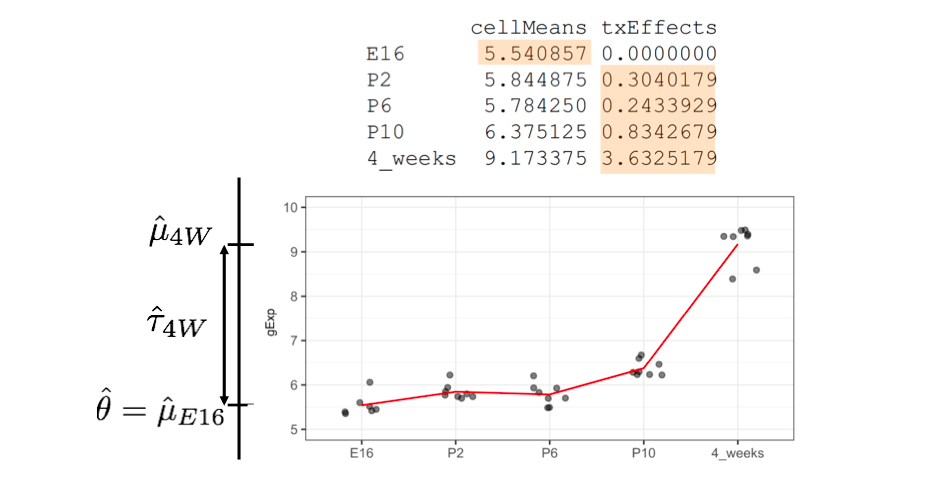 cellMeans txEffects
E16 5.540857 0.0000000
P2 5.844875 0.3040179
P6 5.784250 0.2433929
P10 6.375125 0.8342679
4_weeks 9.173375 3.6325179
μ̂4W
τ̂4W
θ̂ = μ̂E16
gExp
10
9
8
7
6
5
E16 P2 P6 P10 4_weeks